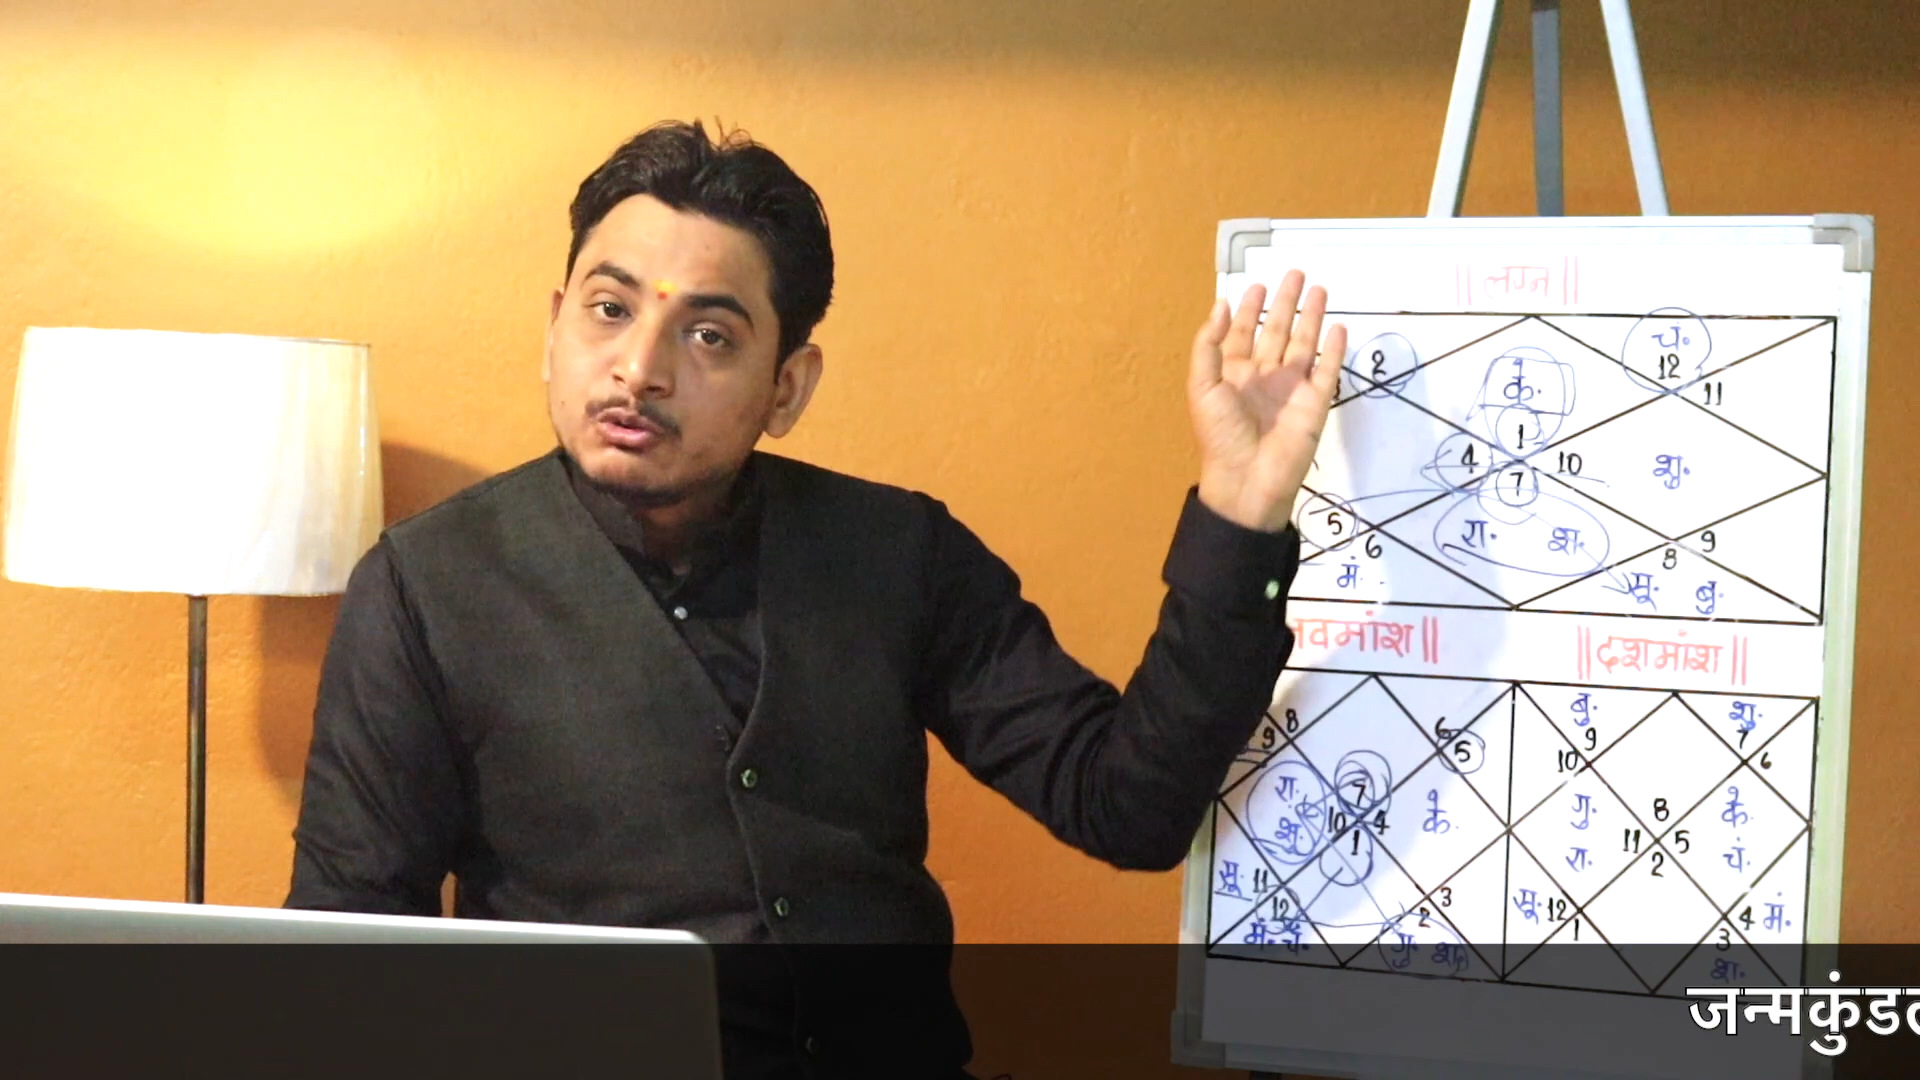 || लग्न ||
चं.
2 12 11
के.
1
4 10 शु.
7
5 रा. श. 9
6 8
मं. सू. बु.
नवमांश || || दशमांश ||
8 6 बु. शु.
9 5 9 7
10 6
रा. 7 के. गु. 8 के.
श. 10 4 11 5
1 रा. 2 चं.
सू. 11 3 सू. 12 4 मं.
12 2 1 3
मं. चं. गु. शु. श.
जन्मकुंडल